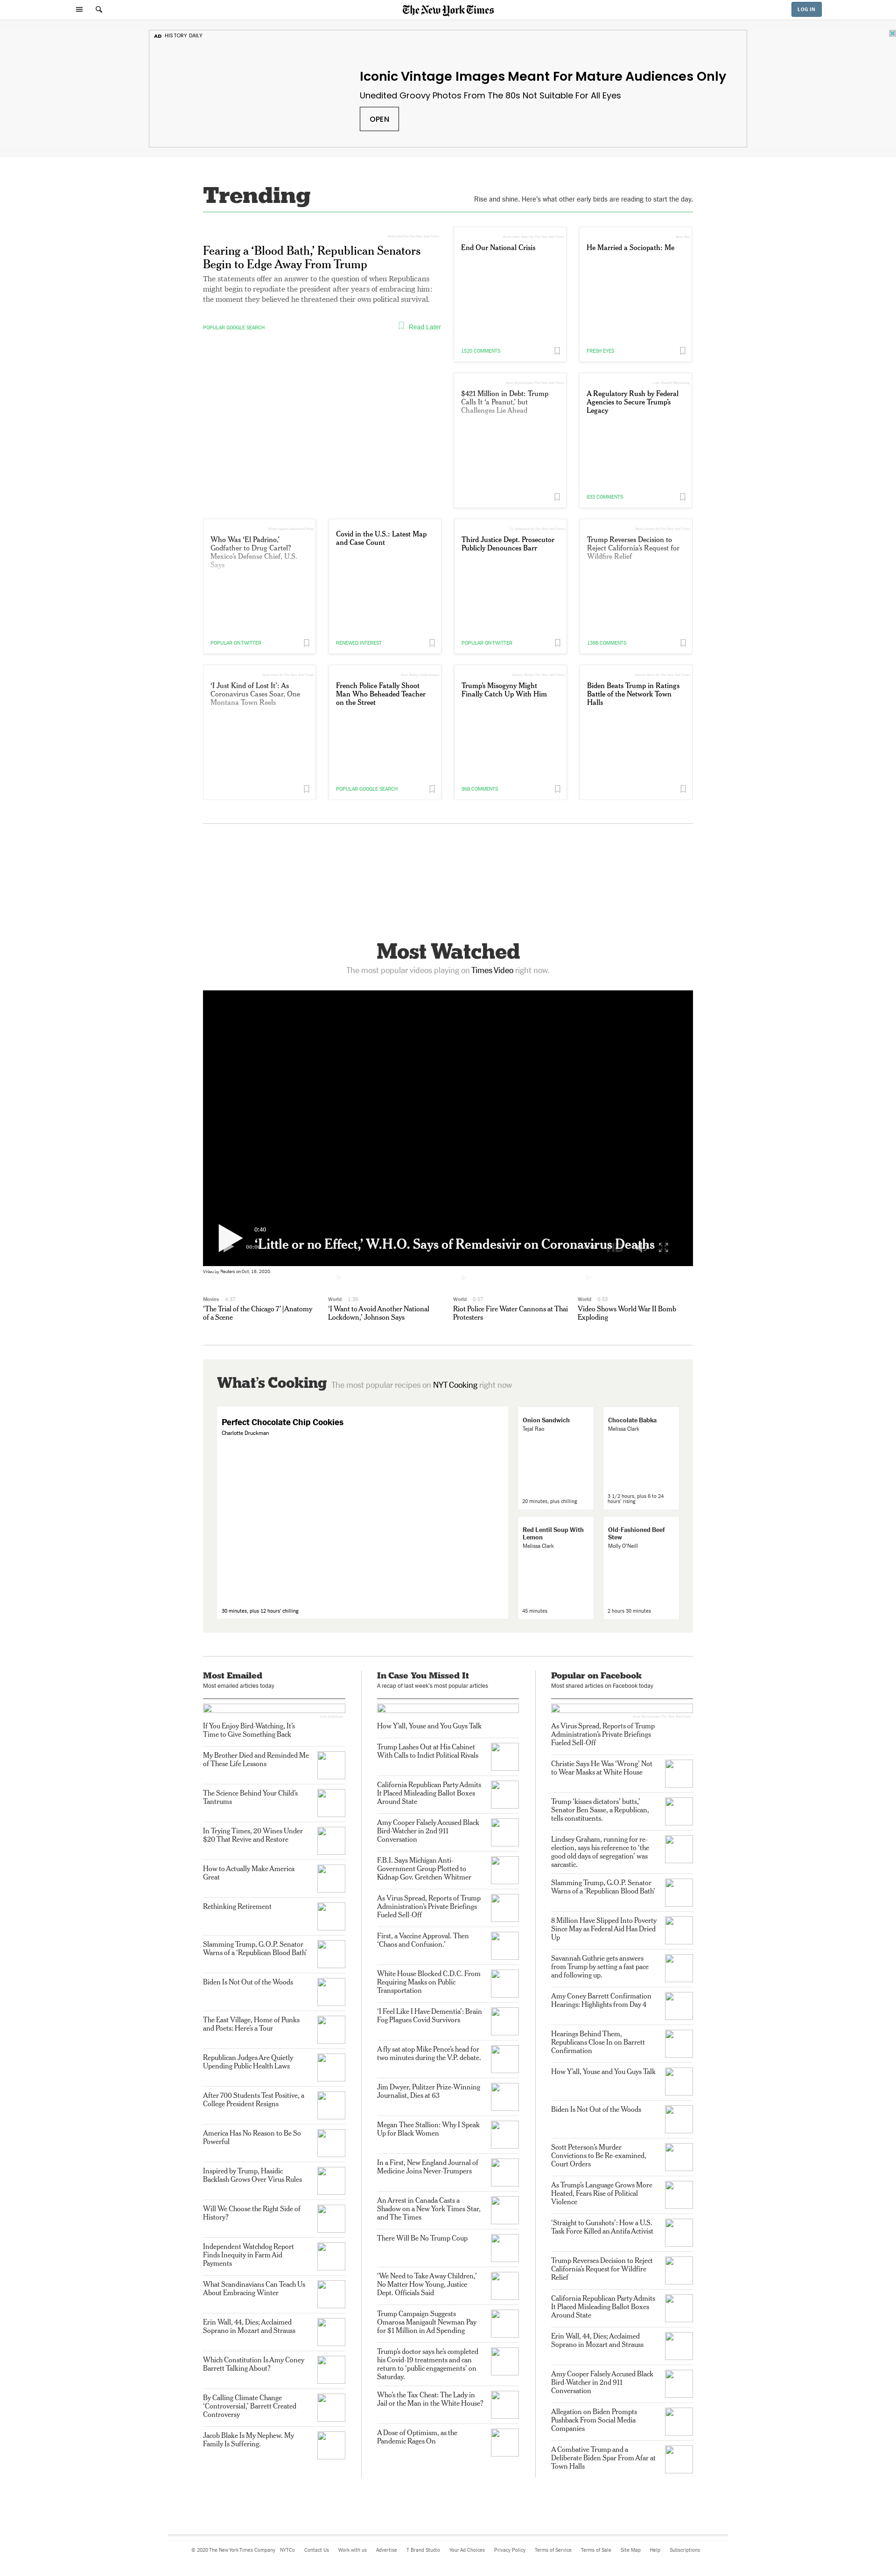 The New York Times
LOG IN
AD HISTORY DAILY
Iconic Vintage Images Meant For Mature Audiences Only
Unedited Groovy Photos From The 80s Not Suitable For All Eyes
OPEN
Trending
Rise and shine. Here's what other early birds are reading to start the day.
Fearing a ‘Blood Bath,’ Republican Senators
Begin to Edge Away From Trump
The statements offer an answer to the question of when Republicans
might begin to repudiate the president after years of embracing him:
the moment they believed he threatened their own political survival.
POPULAR GOOGLE SEARCH
Read Later
End Our National Crisis
1520 COMMENTS
He Married a Sociopath: Me
FRESH EYES
$421 Million in Debt: Trump
Calls It ‘a Peanut,’ but
Challenges Lie Ahead
A Regulatory Rush by Federal
Agencies to Secure Trump’s
Legacy
833 COMMENTS
Who Was ‘El Padrino,’
Godfather to Drug Cartel?
Mexico’s Defense Chief, U.S.
Says
POPULAR ON TWITTER
Covid in the U.S.: Latest Map
and Case Count
RENEWED INTEREST
Third Justice Dept. Prosecutor
Publicly Denounces Barr
POPULAR ON TWITTER
Trump Reverses Decision to
Reject California’s Request for
Wildfire Relief
1398 COMMENTS
‘I Just Kind of Lost It’: As
Coronavirus Cases Soar, One
Montana Town Reels
French Police Fatally Shoot
Man Who Beheaded Teacher
on the Street
POPULAR GOOGLE SEARCH
Trump’s Misogyny Might
Finally Catch Up With Him
968 COMMENTS
Biden Beats Trump in Ratings
Battle of the Network Town
Halls
Most Watched
The most popular videos playing on Times Video right now.
0:40
‘Little or no Effect,’ W.H.O. Says of Remdesivir on Coronavirus Deaths
Video by Reuters on Oct. 16, 2020.
Movies 4:37
‘The Trial of the Chicago 7’ | Anatomy
of a Scene
World 1:39
‘I Want to Avoid Another National
Lockdown,’ Johnson Says
World 0:57
Riot Police Fire Water Cannons at Thai
Protesters
World 0:53
Video Shows World War II Bomb
Exploding
What’s Cooking The most popular recipes on NYT Cooking right now
Perfect Chocolate Chip Cookies
Charlotte Druckman
30 minutes, plus 12 hours' chilling
Onion Sandwich
Tejal Rao
20 minutes, plus chilling
Chocolate Babka
Melissa Clark
3 1/2 hours, plus 6 to 24
hours' rising
Red Lentil Soup With
Lemon
Melissa Clark
45 minutes
Old-Fashioned Beef
Stew
Molly O'Neill
2 hours 30 minutes
Most Emailed
Most emailed articles today
If You Enjoy Bird-Watching, It’s
Time to Give Something Back
My Brother Died and Reminded Me
of These Life Lessons
The Science Behind Your Child’s
Tantrums
In Trying Times, 20 Wines Under
$20 That Revive and Restore
How to Actually Make America
Great
Rethinking Retirement
Slamming Trump, G.O.P. Senator
Warns of a ‘Republican Blood Bath’
Biden Is Not Out of the Woods
The East Village, Home of Punks
and Poets: Here’s a Tour
Republican Judges Are Quietly
Upending Public Health Laws
After 700 Students Test Positive, a
College President Resigns
America Has No Reason to Be So
Powerful
Inspired by Trump, Hasidic
Backlash Grows Over Virus Rules
Will We Choose the Right Side of
History?
Independent Watchdog Report
Finds Inequity in Farm Aid
Payments
What Scandinavians Can Teach Us
About Embracing Winter
Erin Wall, 44, Dies; Acclaimed
Soprano in Mozart and Strauss
Which Constitution Is Amy Coney
Barrett Talking About?
By Calling Climate Change
‘Controversial,’ Barrett Created
Controversy
Jacob Blake Is My Nephew. My
Family Is Suffering.
In Case You Missed It
A recap of last week's most popular articles
How Y’all, Youse and You Guys Talk
Trump Lashes Out at His Cabinet
With Calls to Indict Political Rivals
California Republican Party Admits
It Placed Misleading Ballot Boxes
Around State
Amy Cooper Falsely Accused Black
Bird-Watcher in 2nd 911
Conversation
F.B.I. Says Michigan Anti-
Government Group Plotted to
Kidnap Gov. Gretchen Whitmer
As Virus Spread, Reports of Trump
Administration’s Private Briefings
Fueled Sell-Off
First, a Vaccine Approval. Then
‘Chaos and Confusion.’
White House Blocked C.D.C. From
Requiring Masks on Public
Transportation
‘I Feel Like I Have Dementia’: Brain
Fog Plagues Covid Survivors
A fly sat atop Mike Pence’s head for
two minutes during the V.P. debate.
Jim Dwyer, Pulitzer Prize-Winning
Journalist, Dies at 63
Megan Thee Stallion: Why I Speak
Up for Black Women
In a First, New England Journal of
Medicine Joins Never-Trumpers
An Arrest in Canada Casts a
Shadow on a New York Times Star,
and The Times
There Will Be No Trump Coup
‘We Need to Take Away Children,’
No Matter How Young, Justice
Dept. Officials Said
Trump Campaign Suggests
Omarosa Manigault Newman Pay
for $1 Million in Ad Spending
Trump’s doctor says he’s completed
his Covid-19 treatments and can
return to ‘public engagements’ on
Saturday.
Who’s the Tax Cheat: The Lady in
Jail or the Man in the White House?
A Dose of Optimism, as the
Pandemic Rages On
Popular on Facebook
Most shared articles on Facebook today
As Virus Spread, Reports of Trump
Administration’s Private Briefings
Fueled Sell-Off
Christie Says He Was ‘Wrong’ Not
to Wear Masks at White House
Trump ‘kisses dictators’ butts,’
Senator Ben Sasse, a Republican,
tells constituents.
Lindsey Graham, running for re-
election, says his reference to ‘the
good old days of segregation’ was
sarcastic.
Slamming Trump, G.O.P. Senator
Warns of a ‘Republican Blood Bath’
8 Million Have Slipped Into Poverty
Since May as Federal Aid Has Dried
Up
Savannah Guthrie gets answers
from Trump by setting a fast pace
and following up.
Amy Coney Barrett Confirmation
Hearings: Highlights from Day 4
Hearings Behind Them,
Republicans Close In on Barrett
Confirmation
How Y’all, Youse and You Guys Talk
Biden Is Not Out of the Woods
Scott Peterson’s Murder
Convictions to Be Re-examined,
Court Orders
As Trump’s Language Grows More
Heated, Fears Rise of Political
Violence
‘Straight to Gunshots’: How a U.S.
Task Force Killed an Antifa Activist
Trump Reverses Decision to Reject
California’s Request for Wildfire
Relief
California Republican Party Admits
It Placed Misleading Ballot Boxes
Around State
Erin Wall, 44, Dies; Acclaimed
Soprano in Mozart and Strauss
Amy Cooper Falsely Accused Black
Bird-Watcher in 2nd 911
Conversation
Allegation on Biden Prompts
Pushback From Social Media
Companies
A Combative Trump and a
Deliberate Biden Spar From Afar at
Town Halls
© 2020 The New York Times Company NYTCo Contact Us Work with us Advertise T Brand Studio Your Ad Choices Privacy Policy Terms of Service Terms of Sale Site Map Help Subscriptions